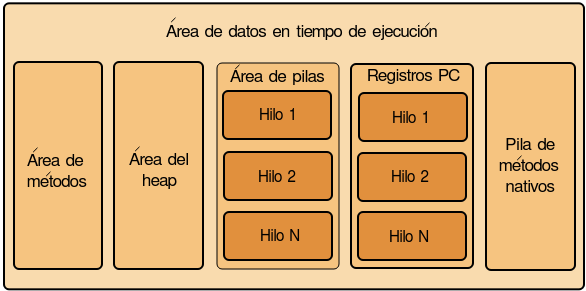 Área de datos en tiempo de ejecución
Área de
métodos
Área del
heap
Área de pilas
Hilo 1
Hilo 2
Hilo N
Registros PC
Hilo 1
Hilo 2
Hilo N
Pila de
métodos
nativos